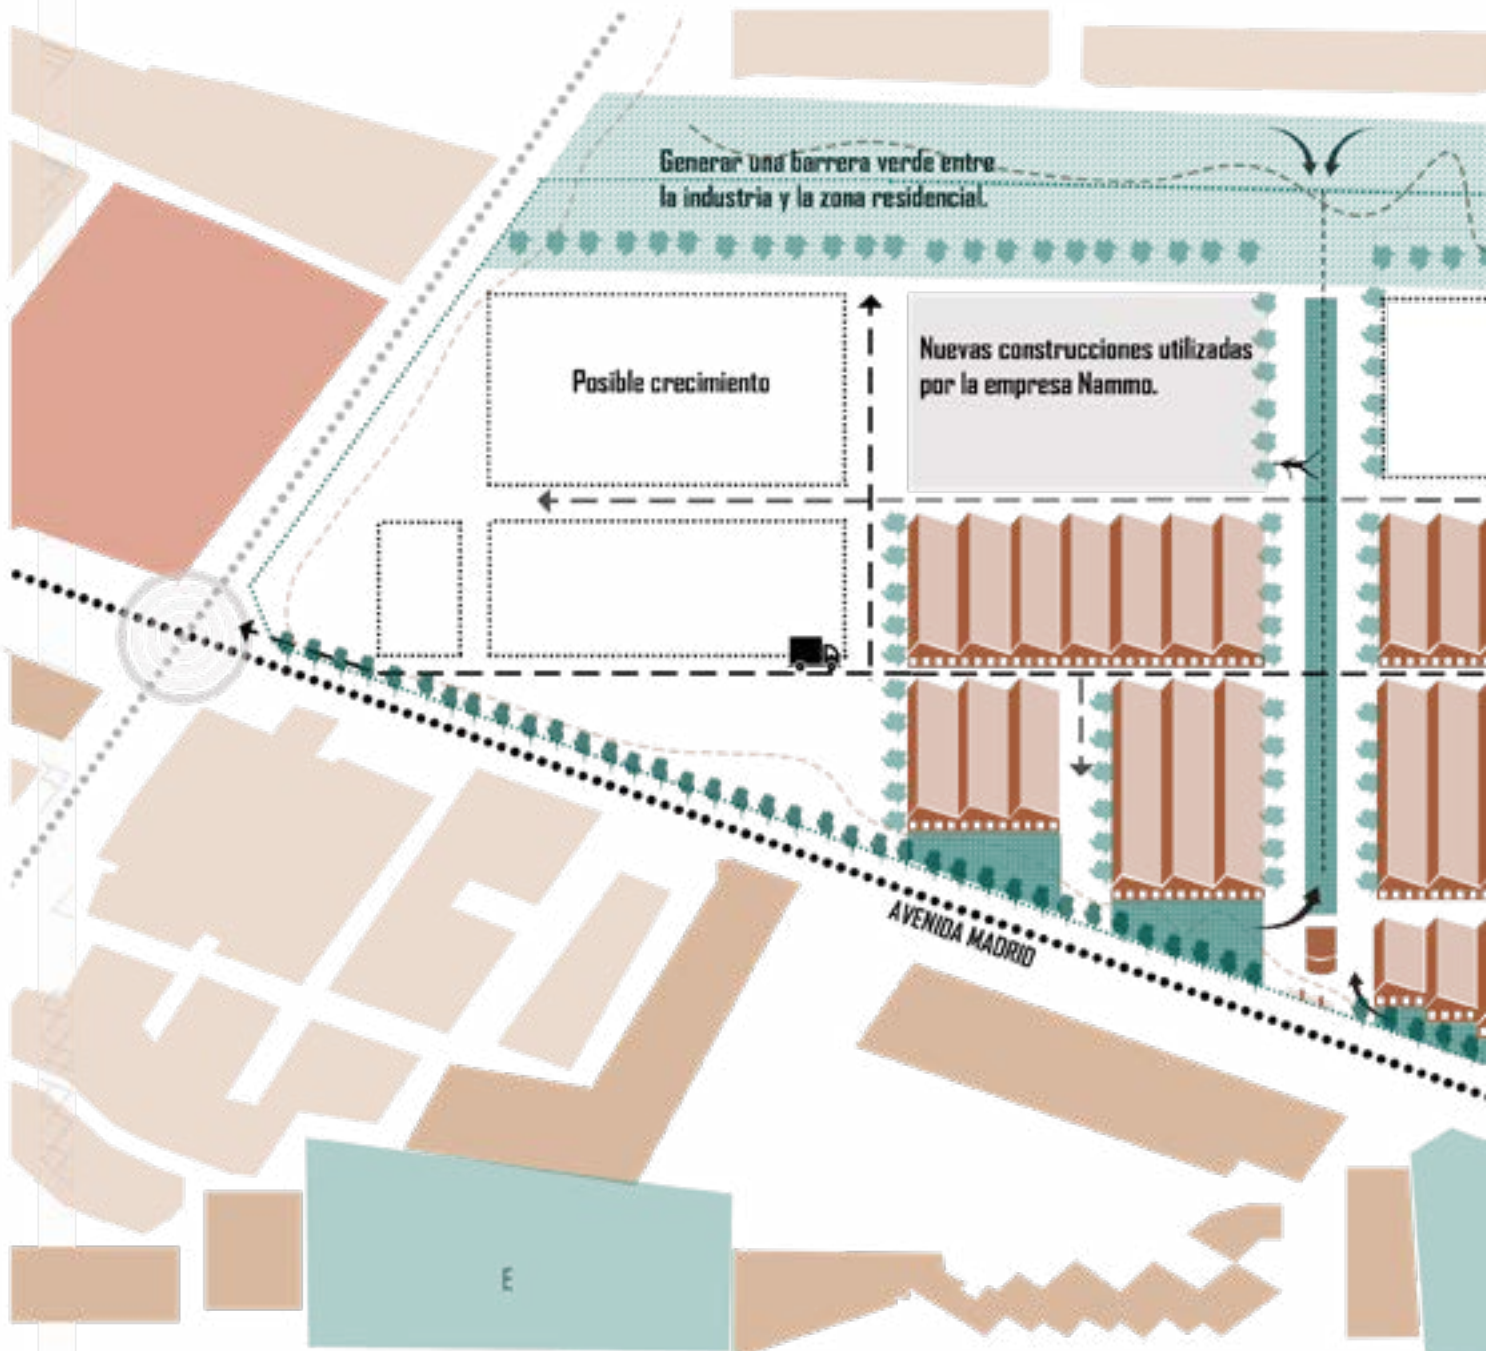 Generar una barrera verde entre
la industria y la zona residencial.
Posible crecimiento
Nuevas construcciones utilizadas
por la empresa Nammo.
AVENIDA MADRID
E